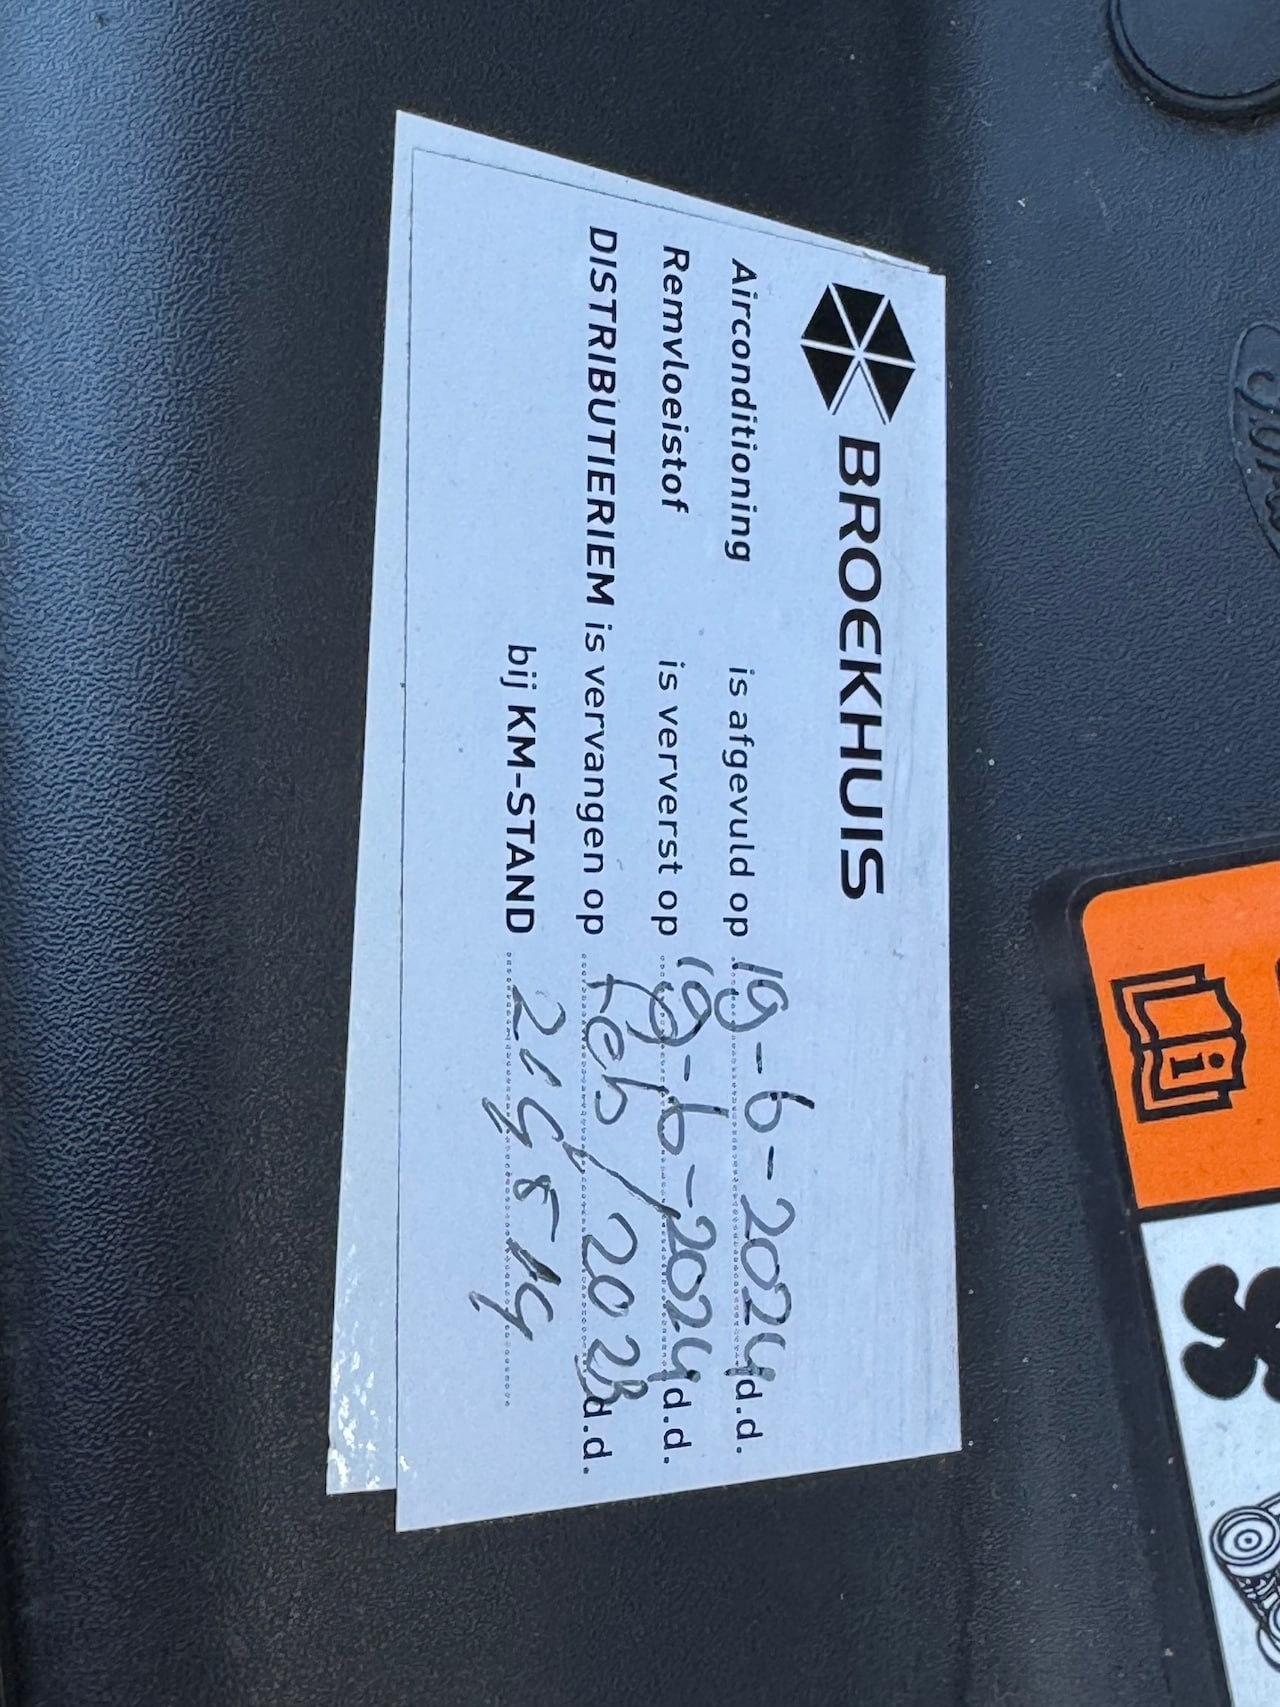 BROEKHUIS
Airconditioning is afgevuld op 19-6-2024 d.d.
Remvloeistof is ververst op 19-6-2024 d.d.
DISTRIBUTIERIEM is vervangen op Feb/2023 d.d.
bij KM-STAND